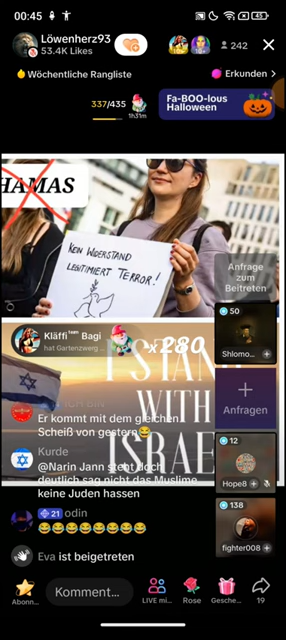 00:45
45
Löwenherz93
53.4K Likes
242
Wöchentliche Rangliste
Erkunden >
337/435
1h31m
Fa-BOO-lous
Halloween
HAMAS
KEIN WIDERSTAND
LEGITIMIERT TERROR!
Anfrage
zum
Beitreten
50
Shlomo...
Kläffi Bagi
hat Gartenzwerg ...
x280
I STAND
WITH
ISRAEL
Er kommt mit dem gleichen
Scheiß von gestern😂
Kurde
@Narin Jann steht doch
deutlich sag nicht das Muslime
keine Juden hassen
21 odin
😂😂😂😂😂😂😂
Eva ist beigetreten
+
Anfragen
12
Hope8
138
fighter008
Abonn...
Komment...
LIVE mi...
Rose
Gesche...
19